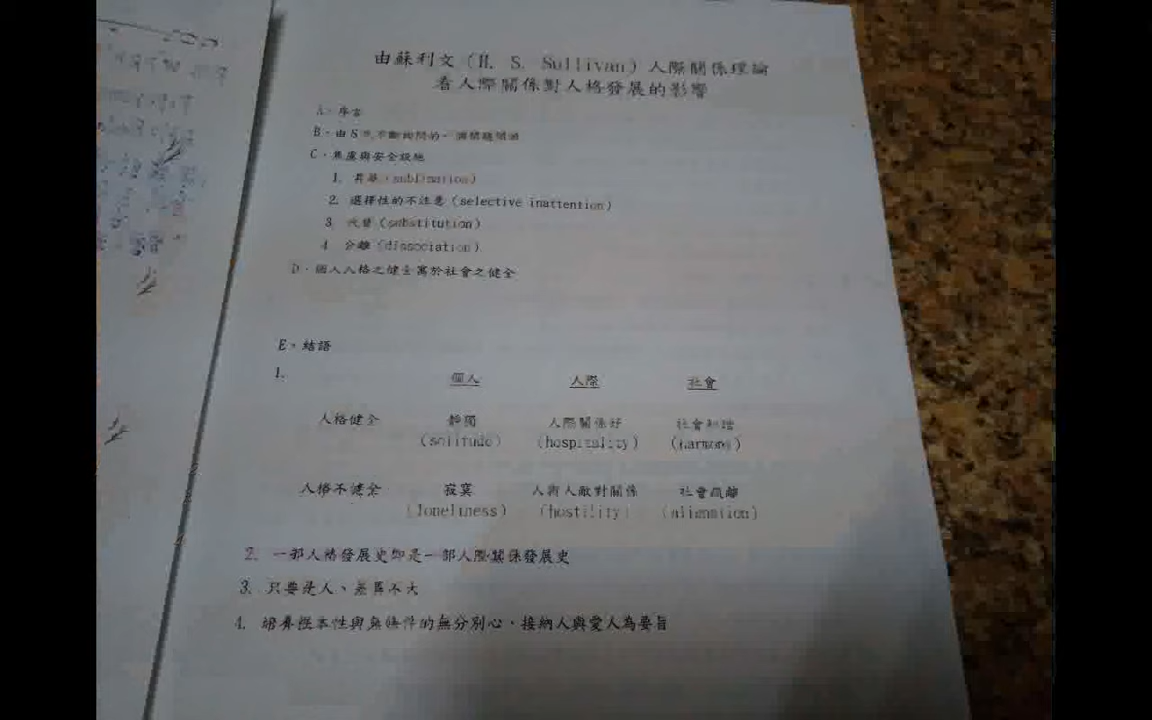 由蘇利文（H. S. Sullivan）人際關係理論
看人際關係對人格發展的影響
A、序言
B、由S
C、焦慮與安全設施
1. 昇華（sublimation）
2. 選擇性的不注意（selective inattention）
3 代替（substitution）
4 分離（dissociation）
D、個人人格之健全寓於社會之健全
E、結語
1. 個人 人際 社會
人格健全 靜獨 人際關係好 社會和諧
（solitude） （hospitality） （harmony）
人格不健全 寂寞 人與人敵對關係 社會疏離
（loneliness） （hostility） （alienation）
2. 一部人格發展史即是一部人際關係發展史
3. 只要是人、差異不大
4. 培養根本性與無條件的無分別心，接納人與愛人為要旨